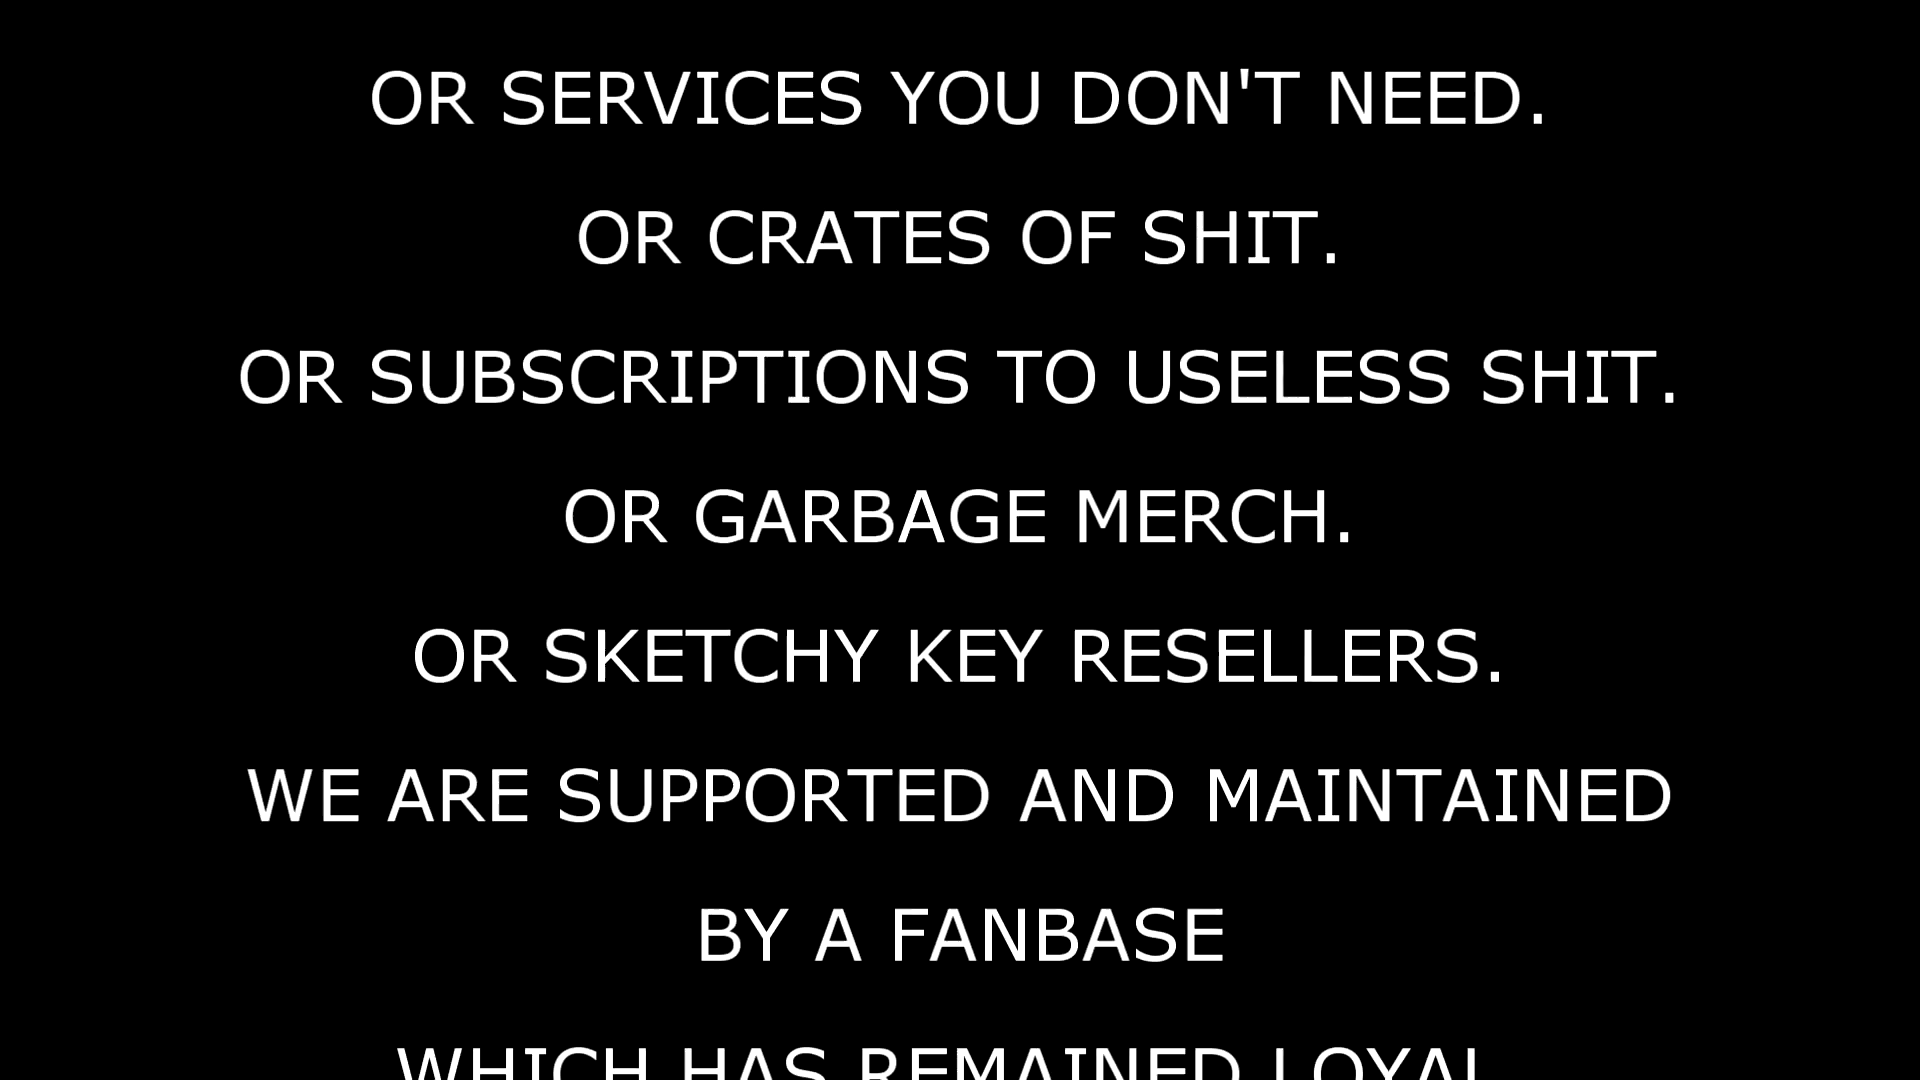 OR SERVICES YOU DON'T NEED.
OR CRATES OF SHIT.
OR SUBSCRIPTIONS TO USELESS SHIT.
OR GARBAGE MERCH.
OR SKETCHY KEY RESELLERS.
WE ARE SUPPORTED AND MAINTAINED
BY A FANBASE
WHICH HAS REMAINED LOYAL